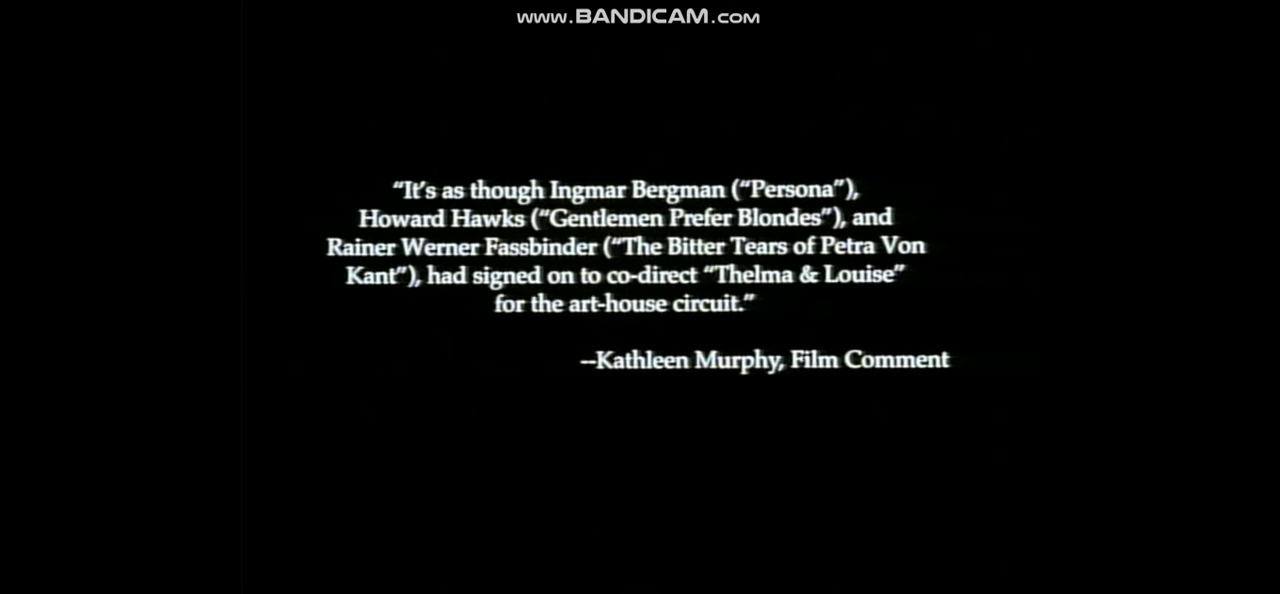 www.BANDICAM.com
“It’s as though Ingmar Bergman (“Persona”),
Howard Hawks (“Gentlemen Prefer Blondes”), and
Rainer Werner Fassbinder (“The Bitter Tears of Petra Von
Kant”), had signed on to co-direct “Thelma & Louise”
for the art-house circuit.”
--Kathleen Murphy, Film Comment